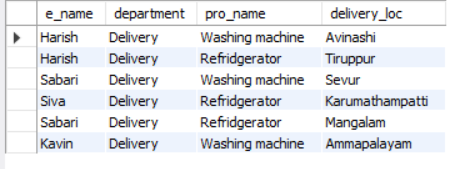 e_name department pro_name delivery_loc
Harish Delivery Washing machine Avinashi
Harish Delivery Refridgerator Tiruppur
Sabari Delivery Washing machine Sevur
Siva Delivery Refridgerator Karumathampatti
Sabari Delivery Refridgerator Mangalam
Kavin Delivery Washing machine Ammapalayam